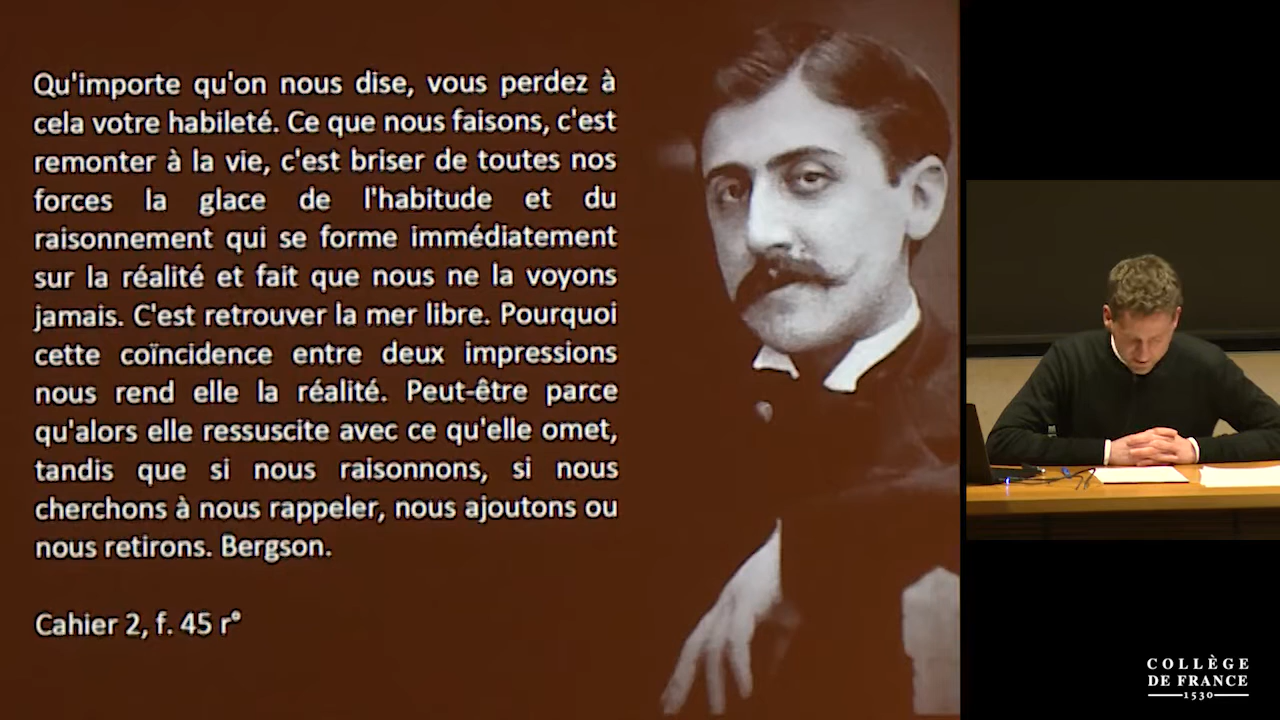 Qu'importe qu'on nous dise, vous perdez à
cela votre habileté. Ce que nous faisons, c'est
remonter à la vie, c'est briser de toutes nos
forces la glace de l'habitude et du
raisonnement qui se forme immédiatement
sur la réalité et fait que nous ne la voyons
jamais. C'est retrouver la mer libre. Pourquoi
cette coïncidence entre deux impressions
nous rend elle la réalité. Peut-être parce
qu'alors elle ressuscite avec ce qu'elle omet,
tandis que si nous raisonnons, si nous
cherchons à nous rappeler, nous ajoutons ou
nous retirons. Bergson.
Cahier 2, f. 45 r°
COLLÈGE
DE FRANCE
1530